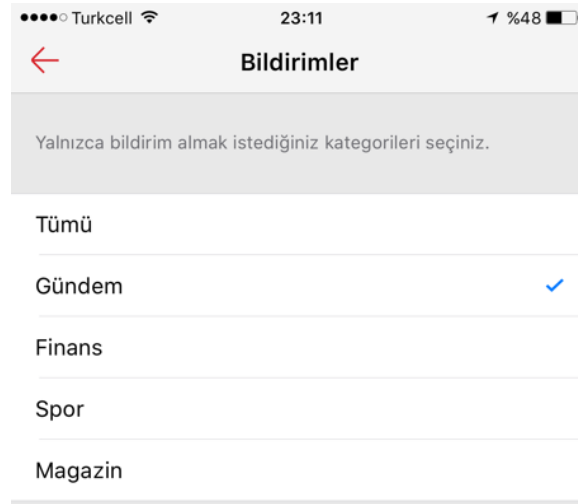 Turkcell 23:11 %48
Bildirimler
Yalnızca bildirim almak istediğiniz kategorileri seçiniz.
Tümü
Gündem
Finans
Spor
Magazin